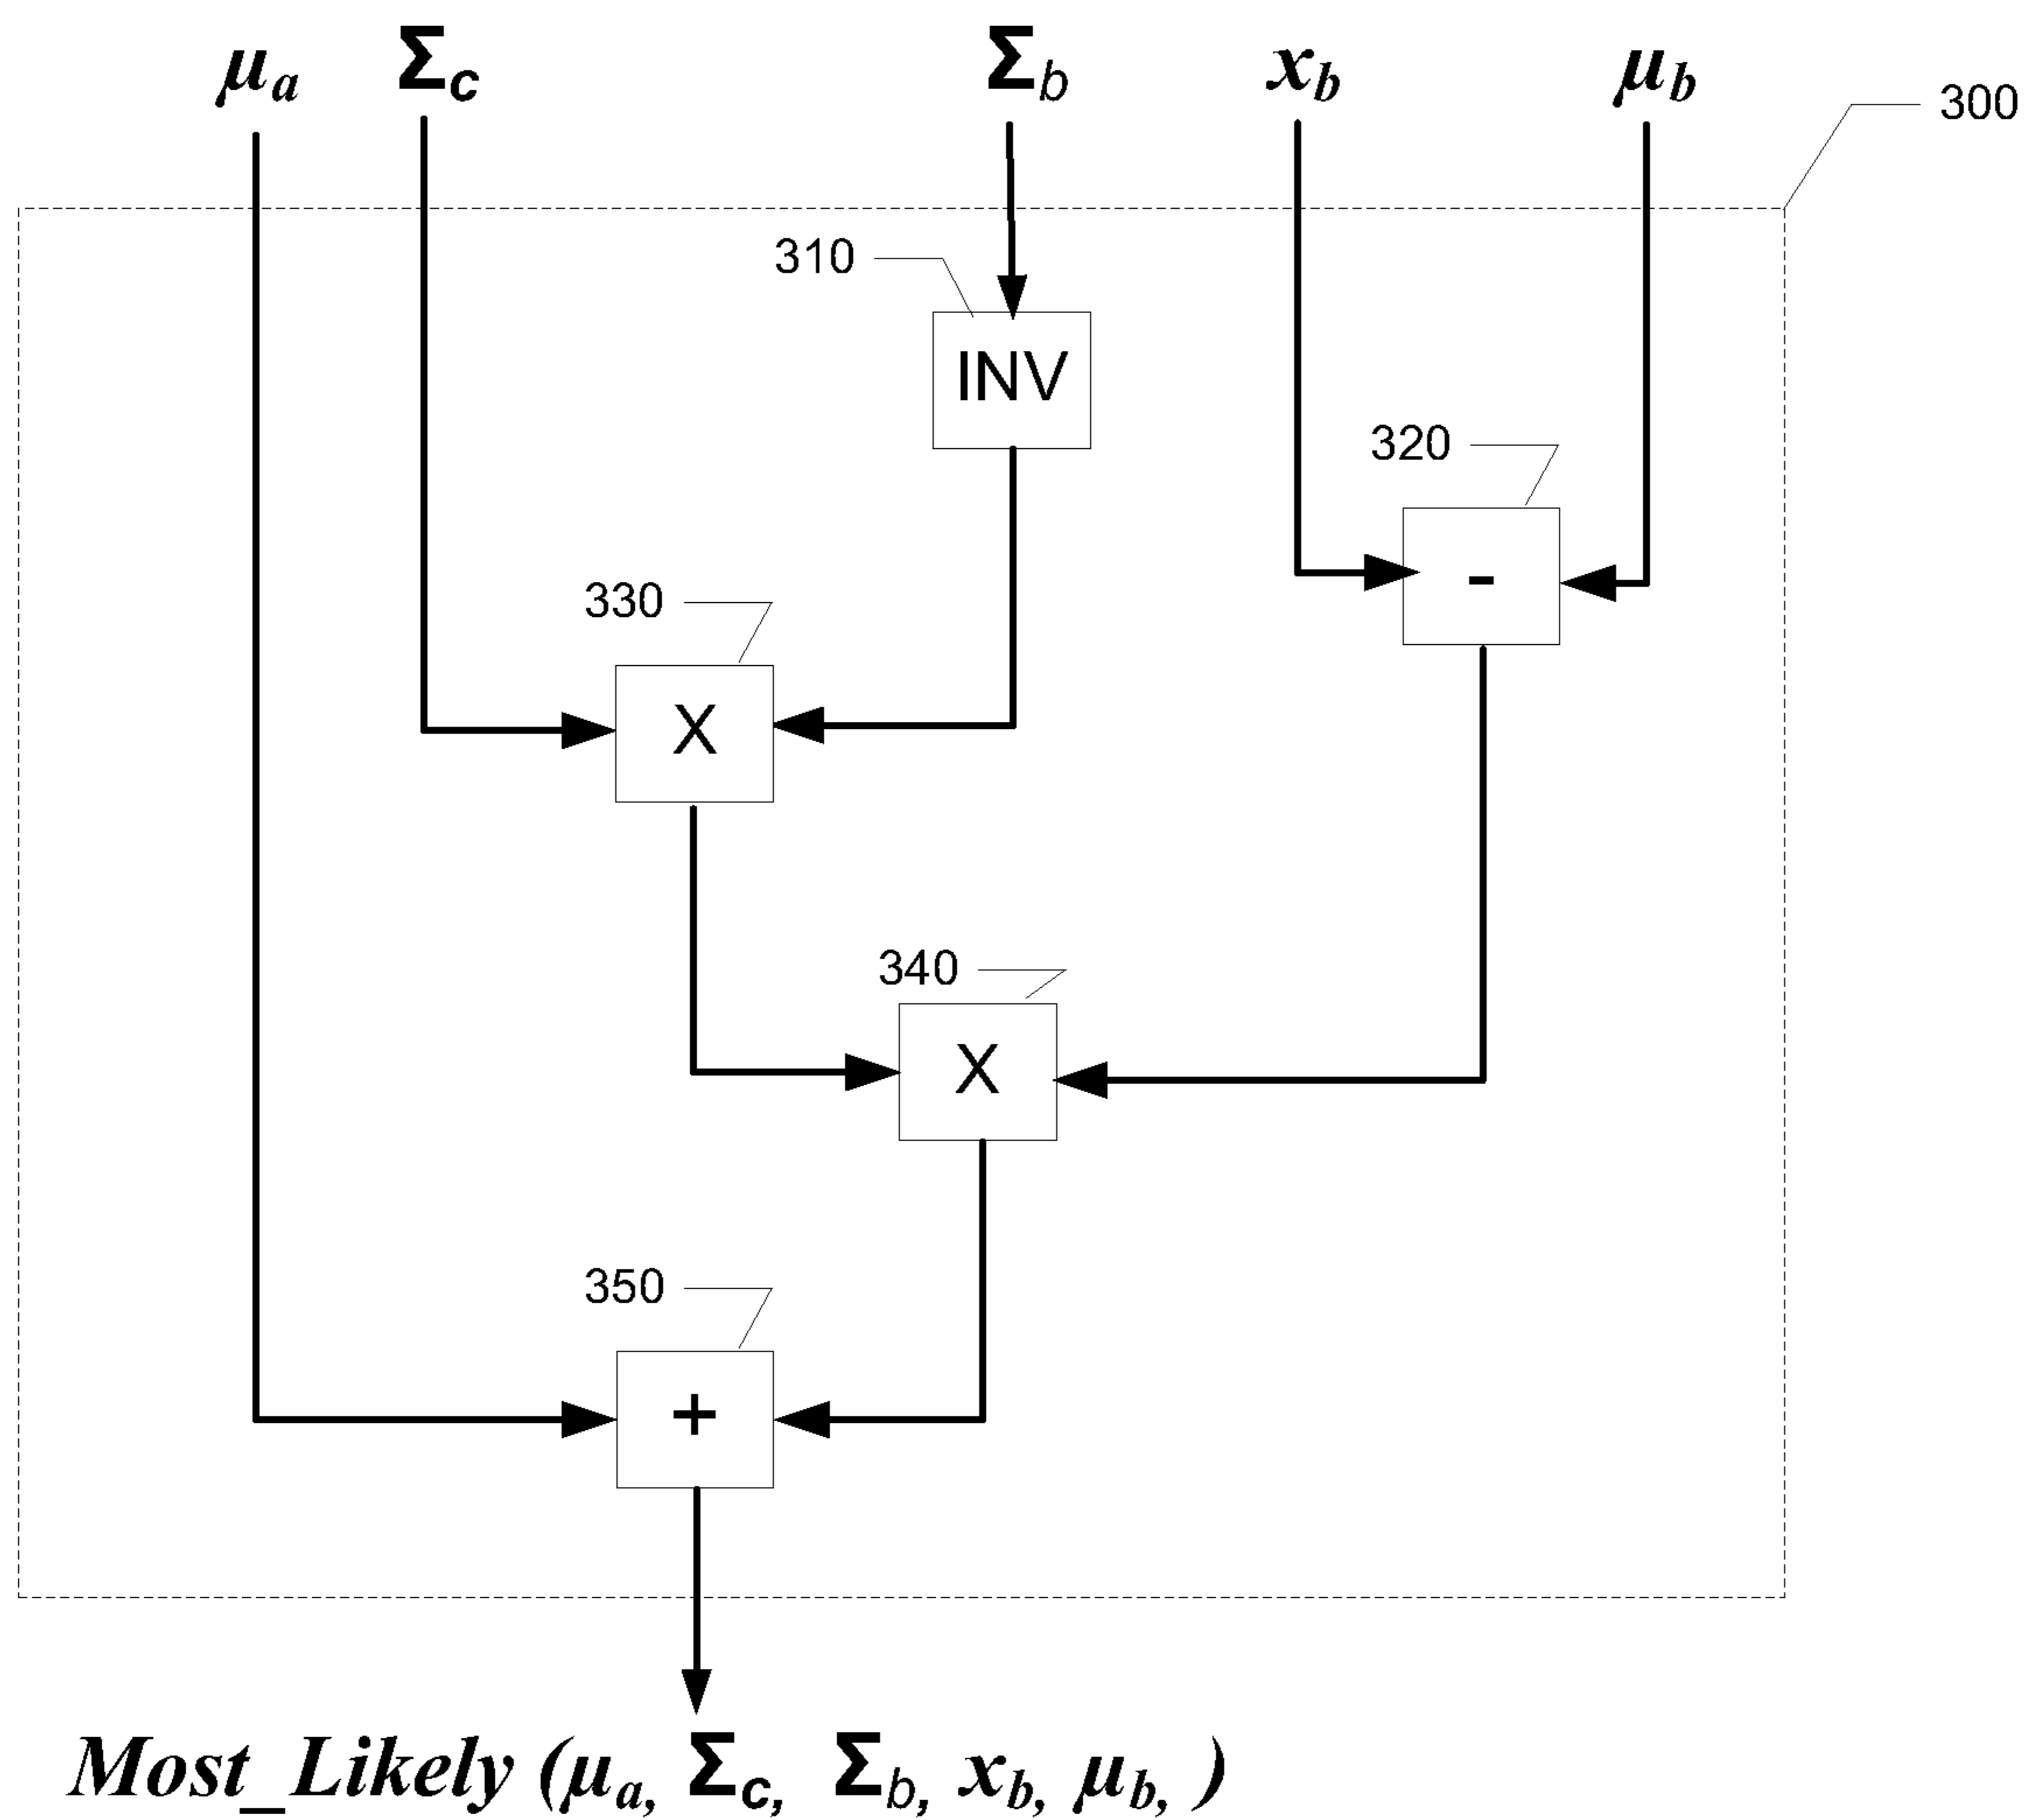 μa Σc Σb xb μb
300
310
INV
320
-
330
X
340
X
350
+
Most_Likely (μa, Σc, Σb, xb, μb, )